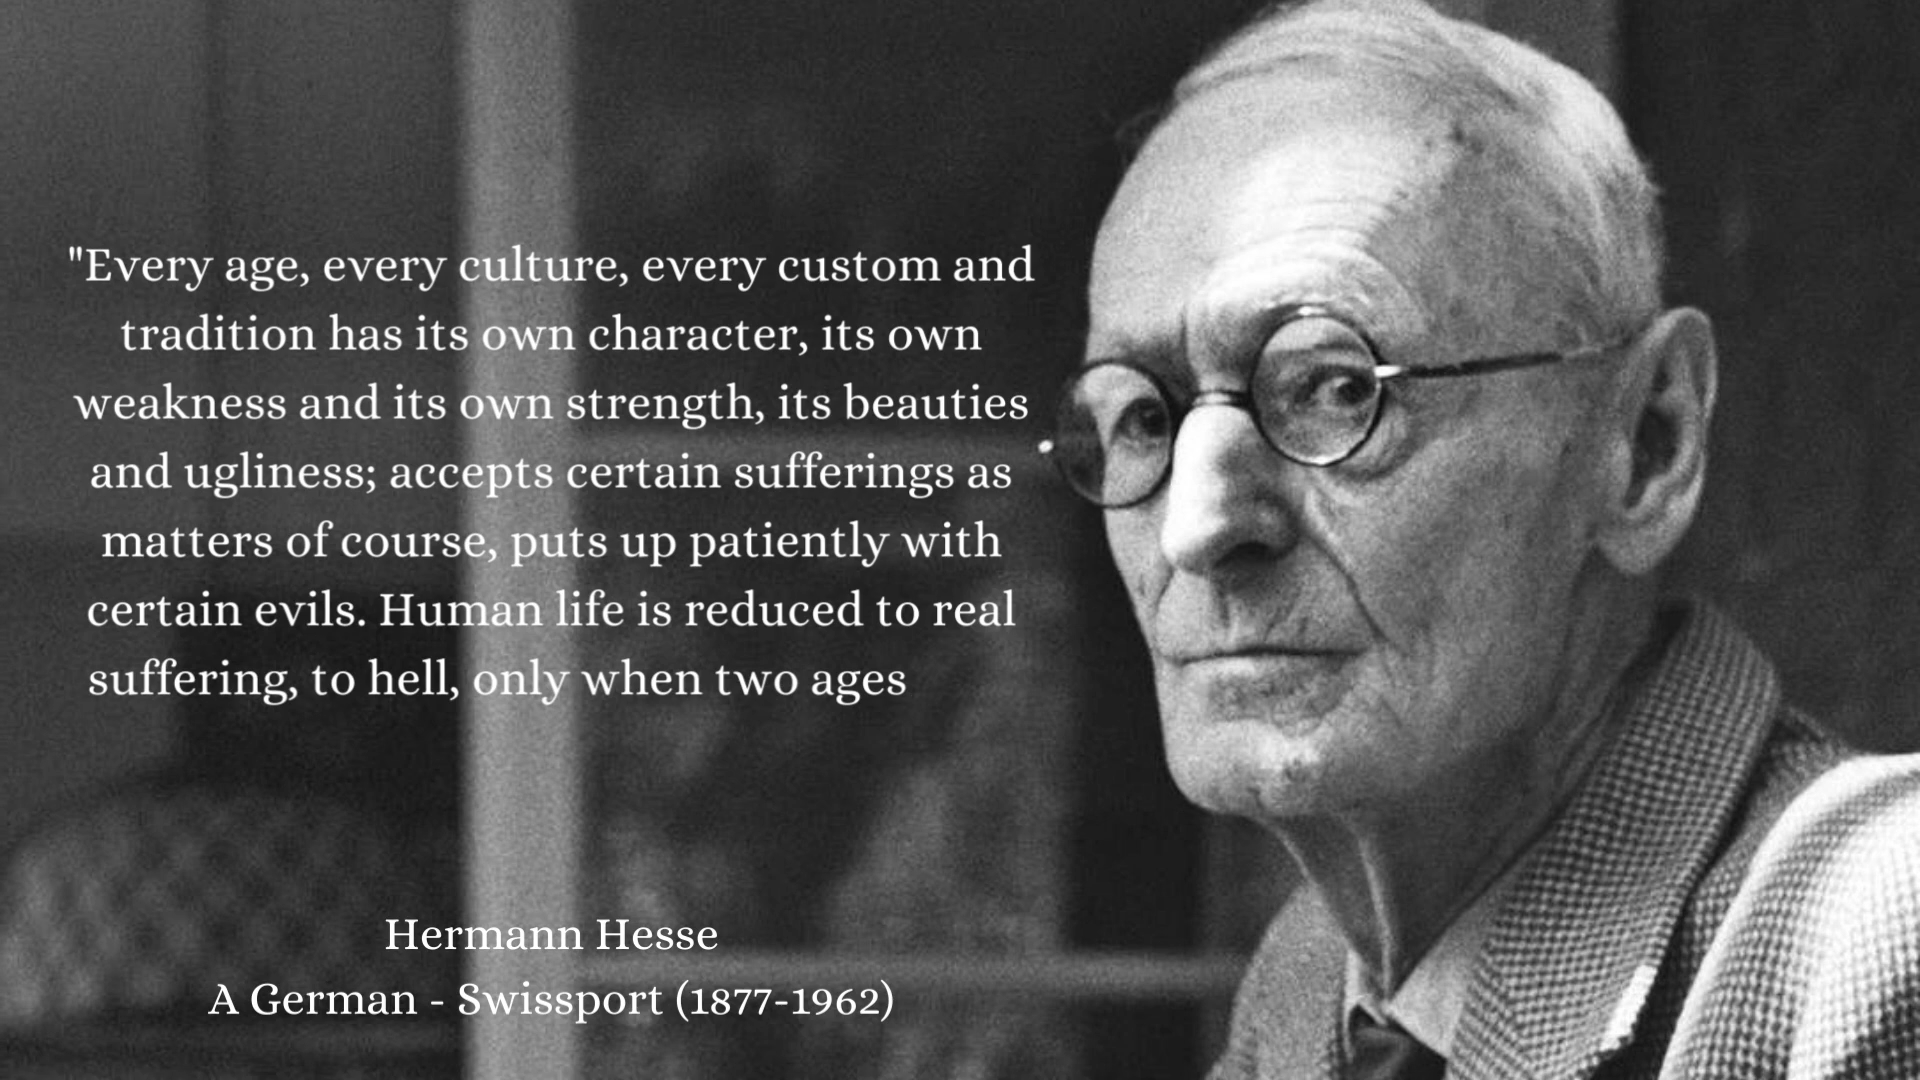 "Every age, every culture, every custom and
tradition has its own character, its own
weakness and its own strength, its beauties
and ugliness; accepts certain sufferings as
matters of course, puts up patiently with
certain evils. Human life is reduced to real
suffering, to hell, only when two ages
Hermann Hesse
A German - Swissport (1877-1962)